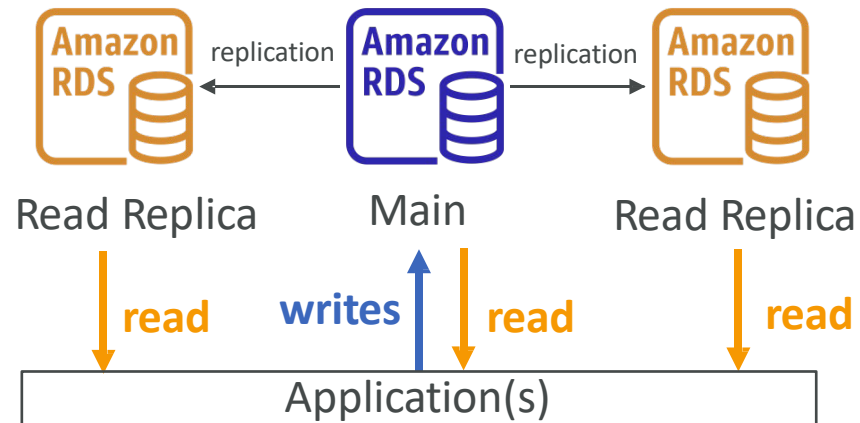 Amazon
RDS
replication
Amazon
RDS
replication
Amazon
RDS
Read Replica
Main
Read Replica
read
writes
read
read
Application(s)